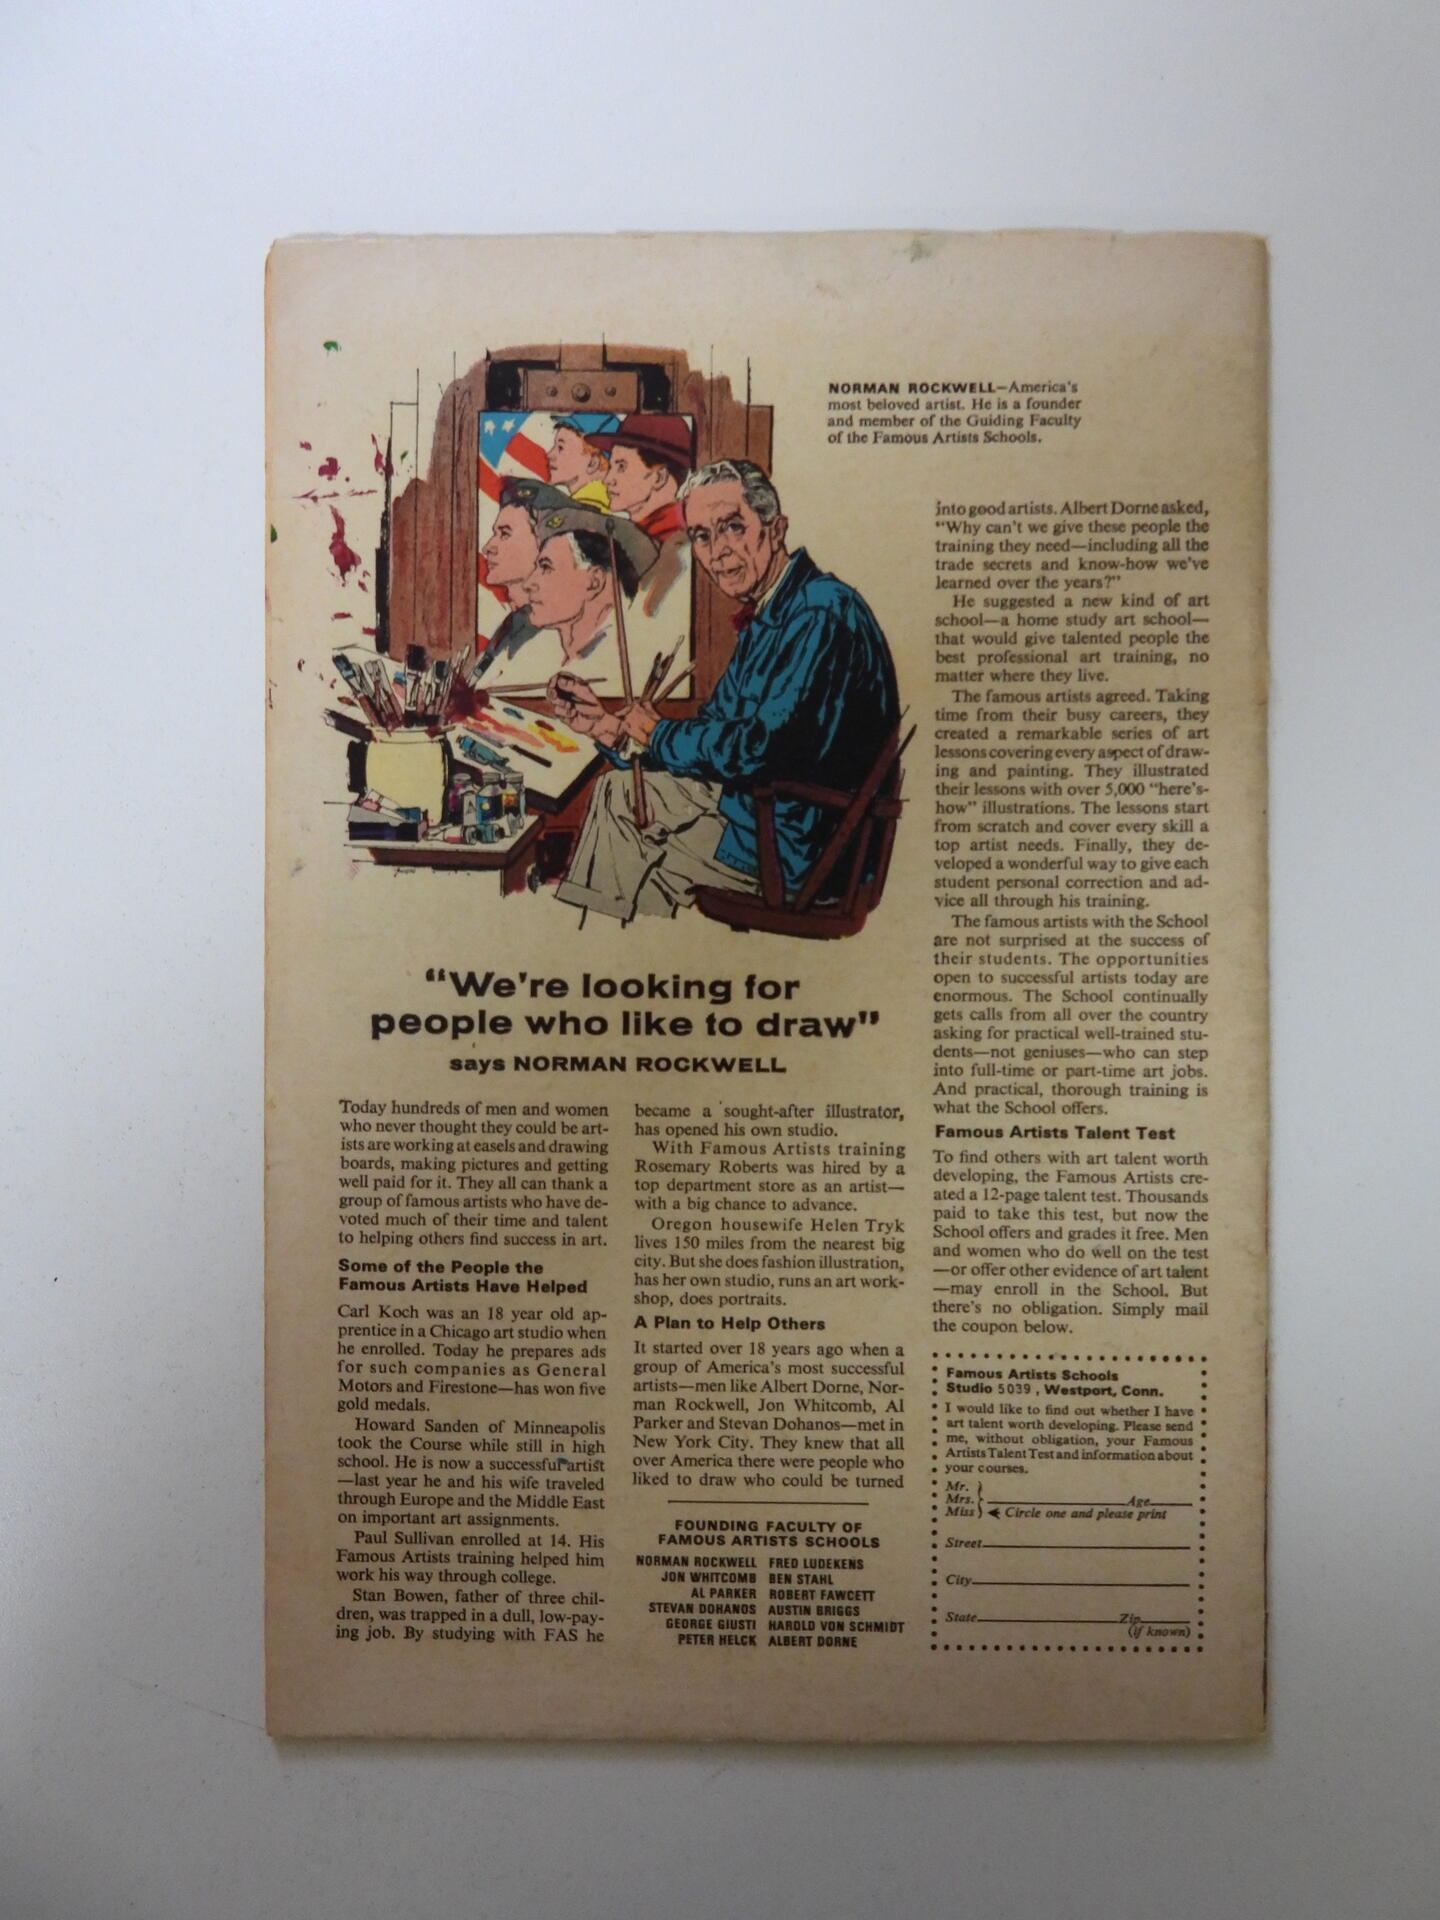 NORMAN ROCKWELL—America's
most beloved artist. He is a founder
and member of the Guiding Faculty
of the Famous Artists Schools.
"We're looking for
people who like to draw"
says NORMAN ROCKWELL
Today hundreds of men and women
who never thought they could be art-
ists are working at easels and drawing
boards, making pictures and getting
well paid for it. They all can thank a
group of famous artists who have de-
voted much of their time and talent
to helping others find success in art.
Some of the People the
Famous Artists Have Helped
Carl Koch was an 18 year old ap-
prentice in a Chicago art studio when
he enrolled. Today he prepares ads
for such companies as General
Motors and Firestone—has won five
gold medals.
Howard Sanden of Minneapolis
took the Course while still in high
school. He is now a successful artist
—last year he and his wife traveled
through Europe and the Middle East
on important art assignments.
Paul Sullivan enrolled at 14. His
Famous Artists training helped him
work his way through college.
Stan Bowen, father of three chil-
dren, was trapped in a dull, low-pay-
ing job. By studying with FAS he
became a sought-after illustrator,
has opened his own studio.
With Famous Artists training
Rosemary Roberts was hired by a
top department store as an artist—
with a big chance to advance.
Oregon housewife Helen Tryk
lives 150 miles from the nearest big
city. But she does fashion illustration,
has her own studio, runs an art work-
shop, does portraits.
A Plan to Help Others
It started over 18 years ago when a
group of America's most successful
artists—men like Albert Dorne, Nor-
man Rockwell, Jon Whitcomb, Al
Parker and Stevan Dohanos—met in
New York City. They knew that all
over America there were people who
liked to draw who could be turned
FOUNDING FACULTY OF
FAMOUS ARTISTS SCHOOLS
NORMAN ROCKWELL FRED LUDEKENS
JON WHITCOMB BEN STAHL
AL PARKER ROBERT FAWCETT
STEVAN DOHANOS AUSTIN BRIGGS
GEORGE GIUSTI HAROLD VON SCHMIDT
PETER HELCK ALBERT DORNE
into good artists. Albert Dorne asked,
"Why can't we give these people the
training they need—including all the
trade secrets and know-how we've
learned over the years?"
He suggested a new kind of art
school—a home study art school—
that would give talented people the
best professional art training, no
matter where they live.
The famous artists agreed. Taking
time from their busy careers, they
created a remarkable series of art
lessons covering every aspect of draw-
ing and painting. They illustrated
their lessons with over 5,000 "here's-
how" illustrations. The lessons start
from scratch and cover every skill a
top artist needs. Finally, they de-
veloped a wonderful way to give each
student personal correction and ad-
vice all through his training.
The famous artists with the School
are not surprised at the success of
their students. The opportunities
open to successful artists today are
enormous. The School continually
gets calls from all over the country
asking for practical well-trained stu-
dents—not geniuses—who can step
into full-time or part-time art jobs.
And practical, thorough training is
what the School offers.
Famous Artists Talent Test
To find others with art talent worth
developing, the Famous Artists cre-
ated a 12-page talent test. Thousands
paid to take this test, but now the
School offers and grades it free. Men
and women who do well on the test
—or offer other evidence of art talent
—may enroll in the School. But
there's no obligation. Simply mail
the coupon below.
Famous Artists Schools
Studio 5039, Westport, Conn.
I would like to find out whether I have
art talent worth developing. Please send
me, without obligation, your Famous
Artists Talent Test and information about
your courses.
Mr.
Mrs. Age
Miss Circle one and please print
Street
City
State Zip
(if known)